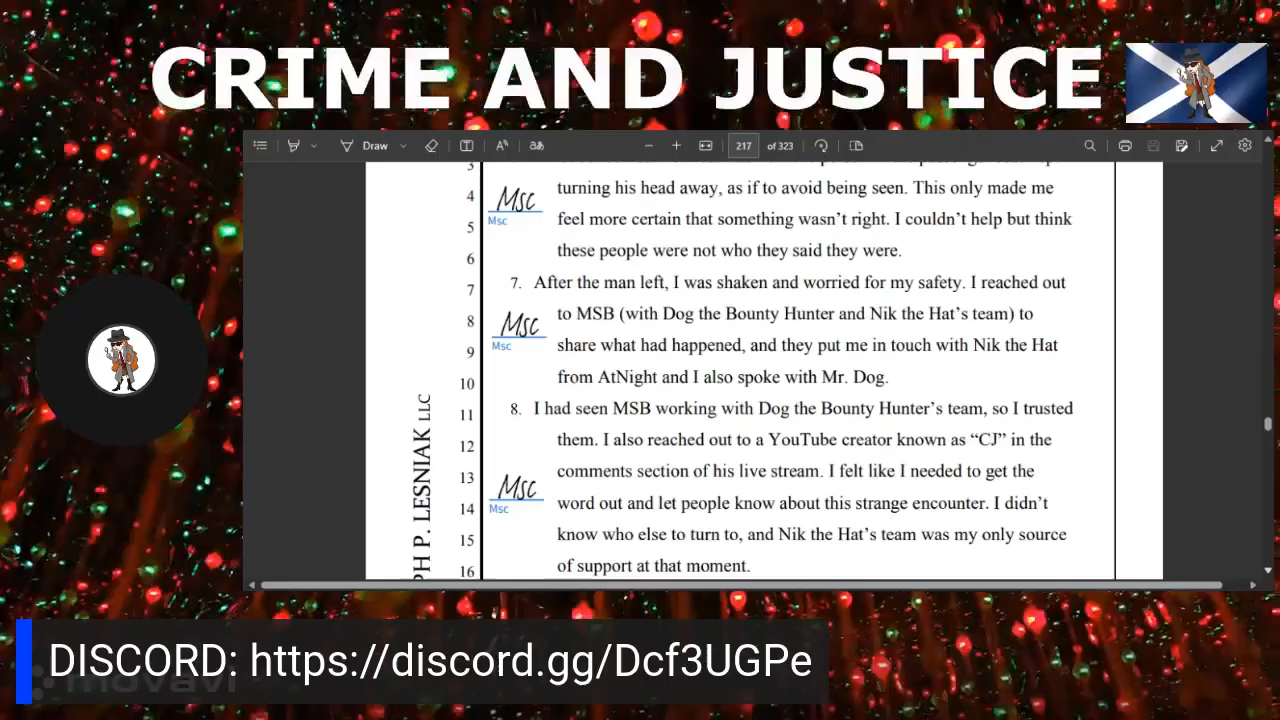 CRIME AND JUSTICE
Draw
217 of 323
3
4 Msc turning his head away, as if to avoid being seen. This only made me
Msc
5 feel more certain that something wasn't right. I couldn't help but think
6 these people were not who they said they were.
7 7. After the man left, I was shaken and worried for my safety. I reached out
8 Msc to MSB (with Dog the Bounty Hunter and Nik the Hat's team) to
Msc
9 share what had happened, and they put me in touch with Nik the Hat
10 from AtNight and I also spoke with Mr. Dog.
11 8. I had seen MSB working with Dog the Bounty Hunter's team, so I trusted
12 them. I also reached out to a YouTube creator known as “CJ” in the
13 Msc comments section of his live stream. I felt like I needed to get the
14 Msc word out and let people know about this strange encounter. I didn't
15 know who else to turn to, and Nik the Hat's team was my only source
16 of support at that moment.
PH P. LESNIAK LLC
DISCORD: https://discord.gg/Dcf3UGPe
movavi